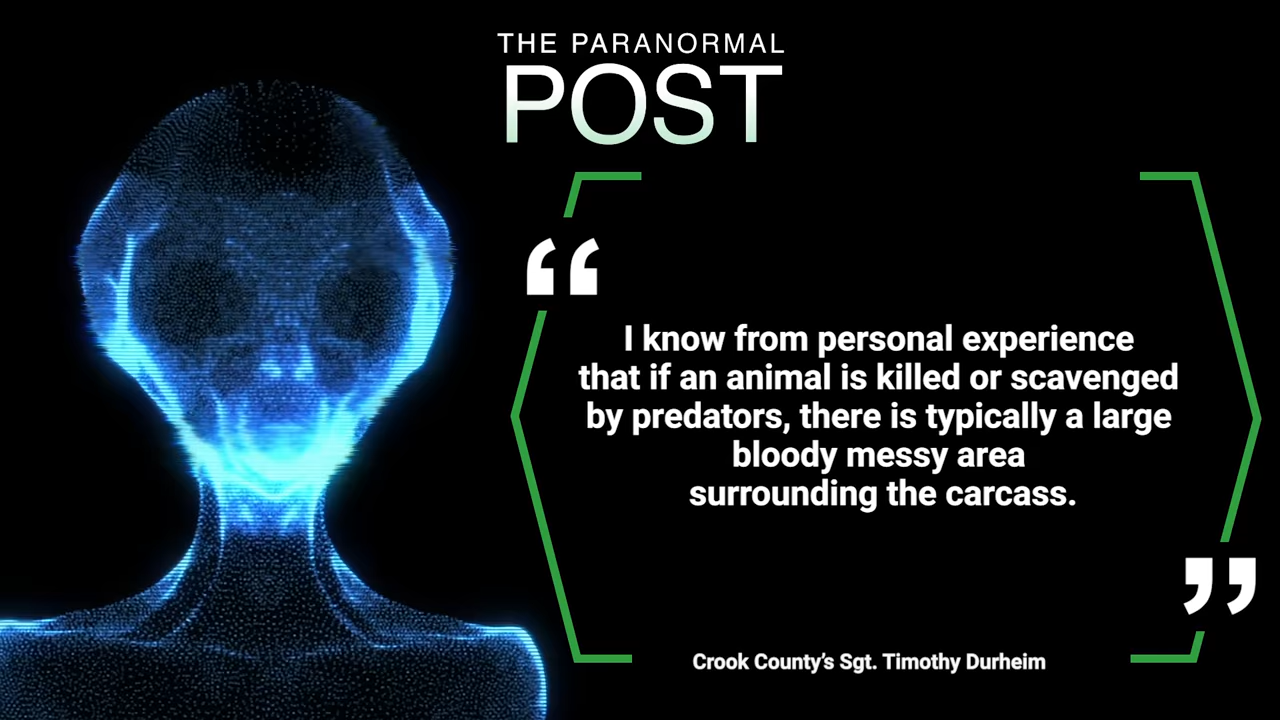 THE PARANORMAL
POST
“
I know from personal experience
that if an animal is killed or scavenged
by predators, there is typically a large
bloody messy area
surrounding the carcass.
”
Crook County’s Sgt. Timothy Durheim